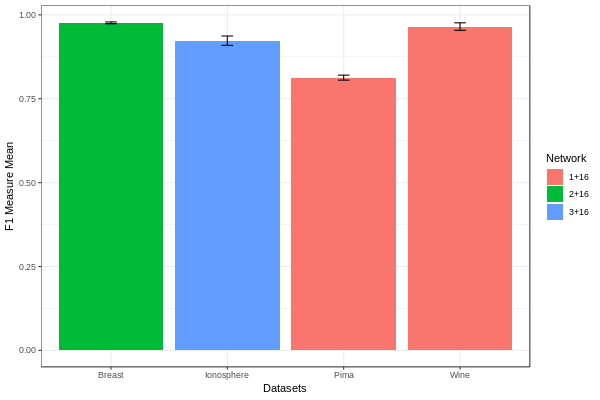 1.00
0.75
0.50
0.25
0.00
F1 Measure Mean
Breast
Ionosphere
Pima
Wine
Datasets
Network
1+16
2+16
3+16